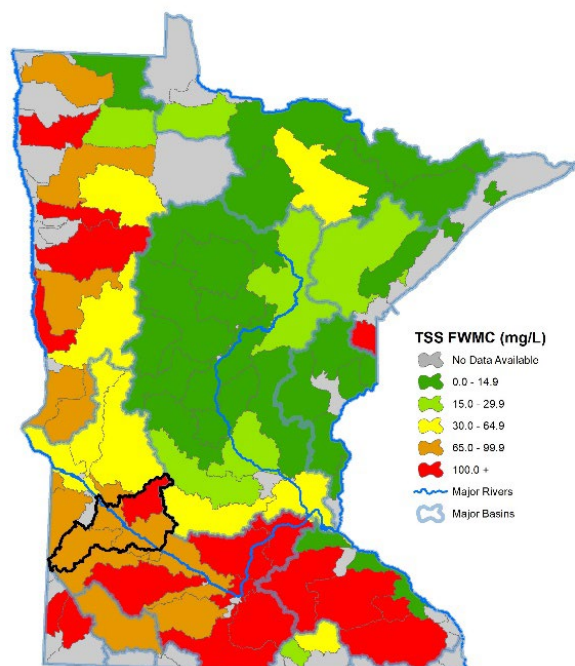 TSS FWMC (mg/L)
No Data Available
0.0 - 14.9
15.0 - 29.9
30.0 - 64.9
65.0 - 99.9
100.0 +
Major Rivers
Major Basins